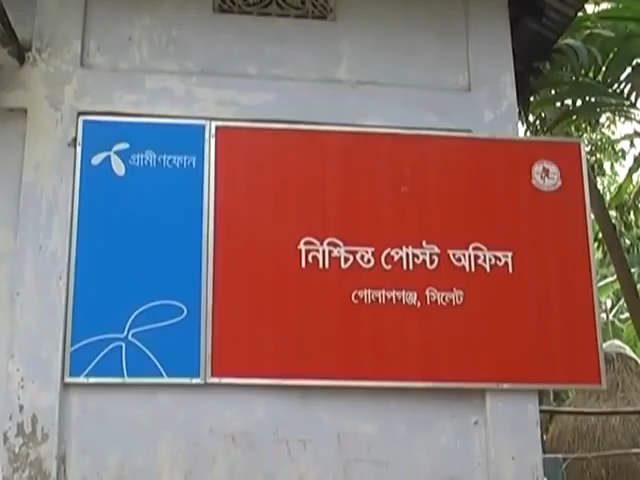 গ্রামীণফোন
নিশ্চিন্ত পোস্ট অফিস
গোলাপগঞ্জ, সিলেট